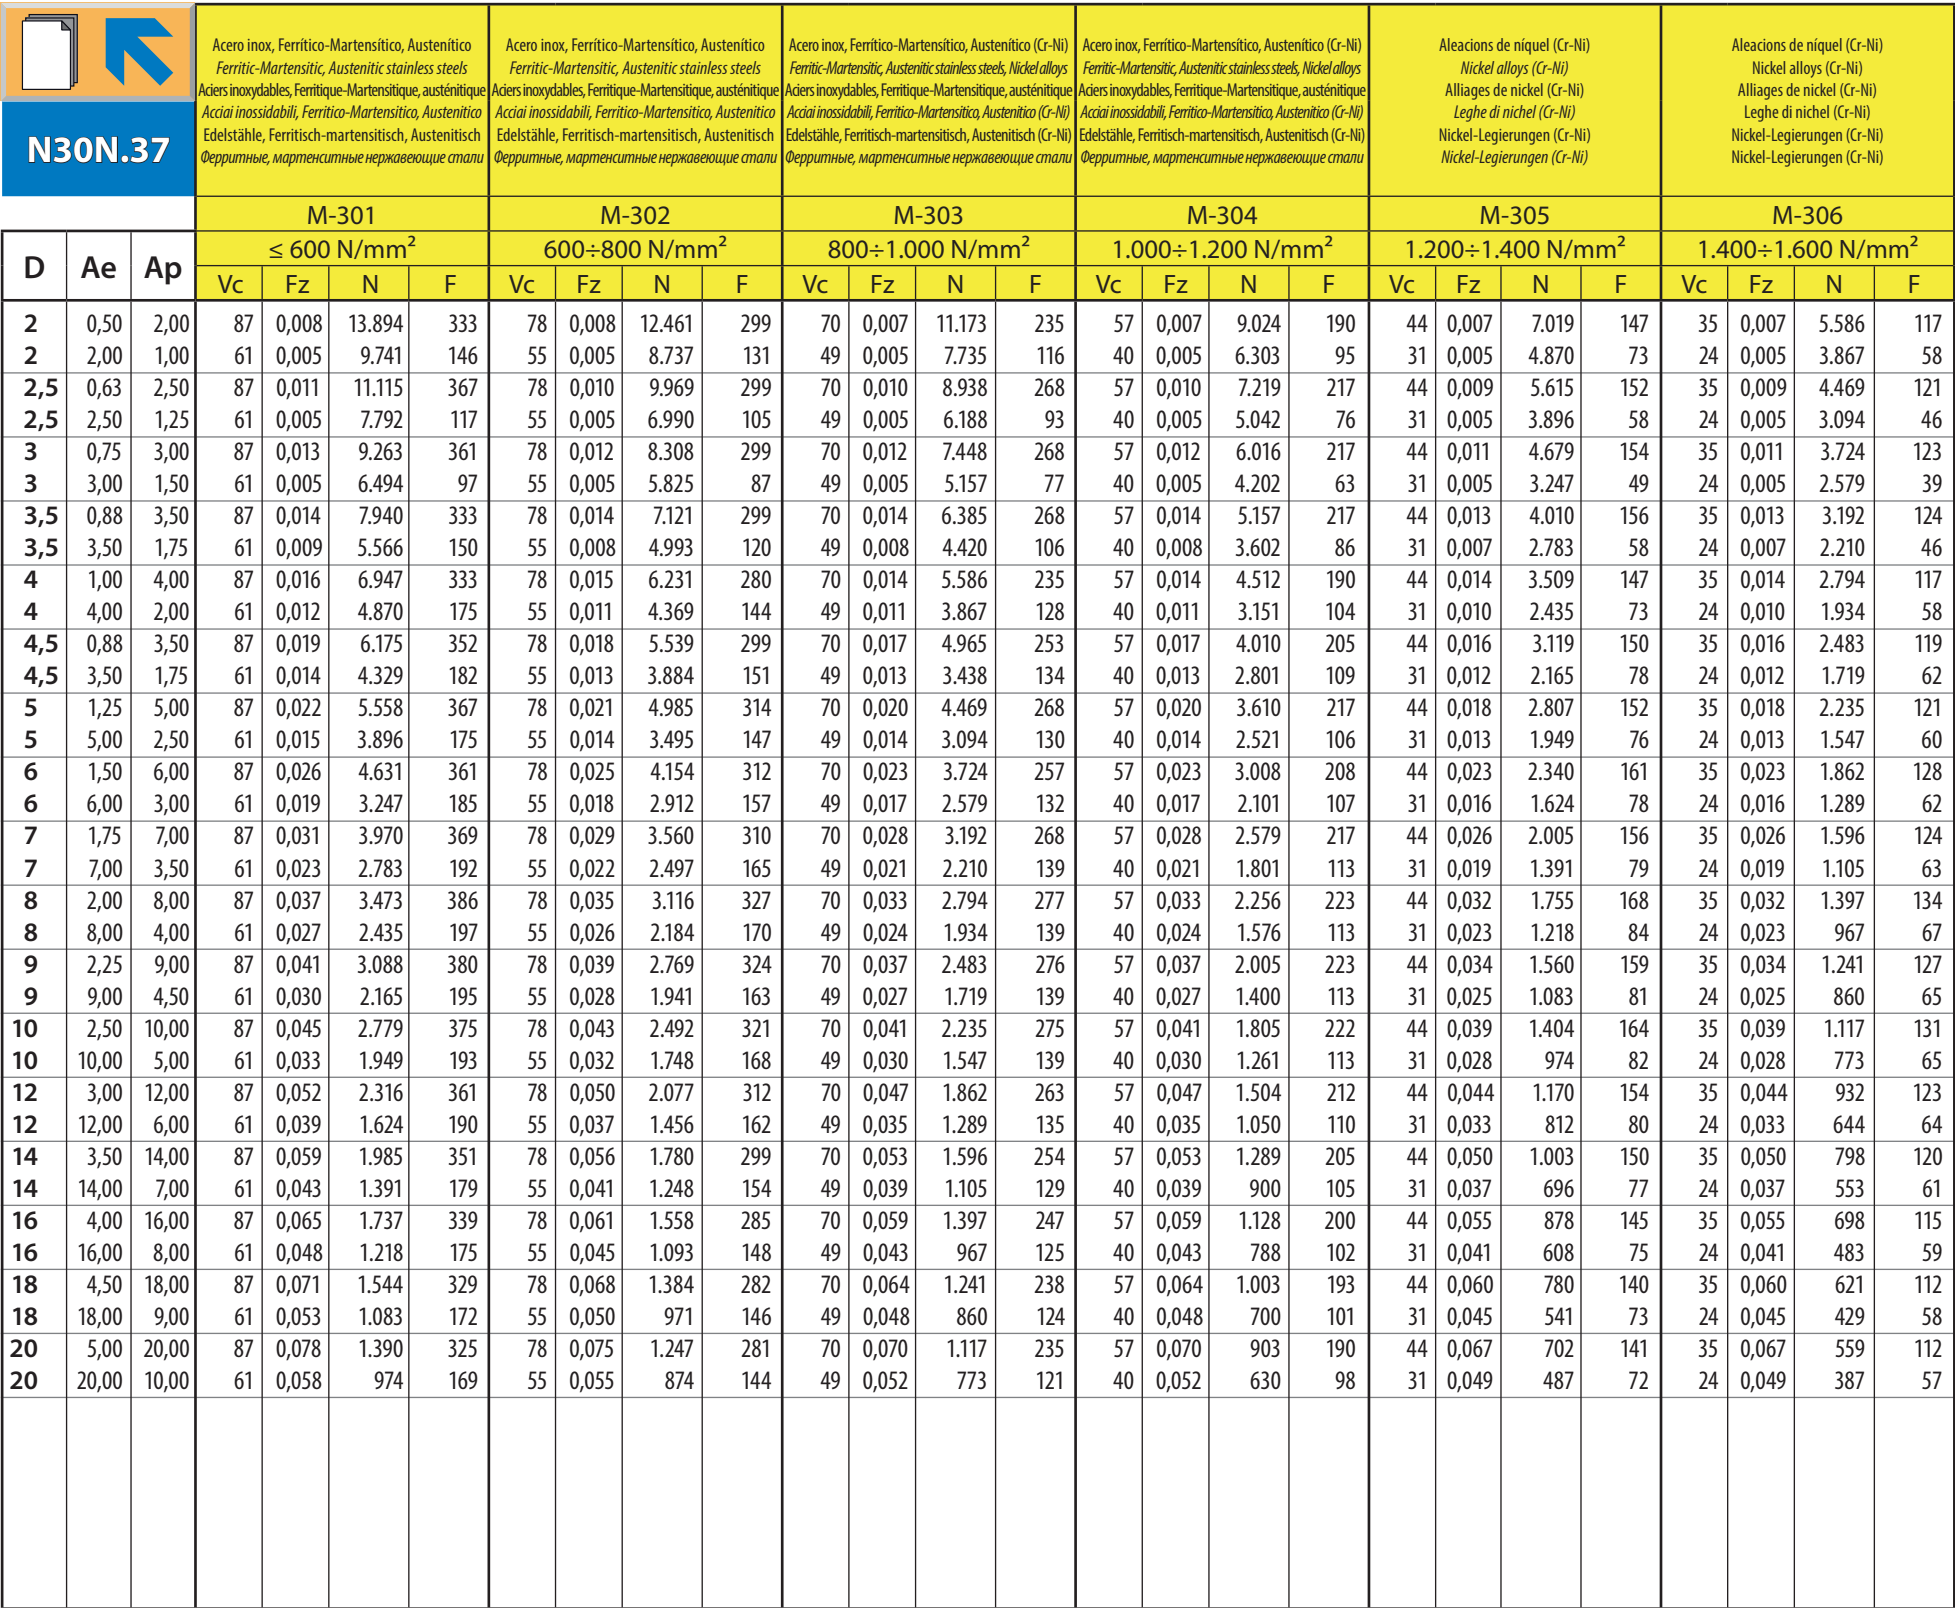 N30N.37
Acero inox, Ferrítico-Martensítico, Austenítico
Ferritic-Martensitic, Austenitic stainless steels
Aciers inoxydables, Ferritique-Martensitique, austénitique
Acciai inossidabili, Ferritico-Martensitico, Austenitico
Edelstähle, Ferritisch-martensitisch, Austenitisch
Ферритные, мартенситные нержавеющие стали
Acero inox, Ferrítico-Martensítico, Austenítico
Ferritic-Martensitic, Austenitic stainless steels
Aciers inoxydables, Ferritique-Martensitique, austénitique
Acciai inossidabili, Ferritico-Martensitico, Austenitico
Edelstähle, Ferritisch-martensitisch, Austenitisch
Ферритные, мартенситные нержавеющие стали
Acero inox, Ferrítico-Martensítico, Austenítico (Cr-Ni)
Ferritic-Martensitic, Austenitic stainless steels, Nickel alloys
Aciers inoxydables, Ferritique-Martensitique, austénitique
Acciai inossidabili, Ferritico-Martensitico, Austenitico (Cr-Ni)
Edelstähle, Ferritisch-martensitisch, Austenitisch (Cr-Ni)
Ферритные, мартенситные нержавеющие стали
Acero inox, Ferrítico-Martensítico, Austenítico (Cr-Ni)
Ferritic-Martensitic, Austenitic stainless steels, Nickel alloys
Aciers inoxydables, Ferritique-Martensitique, austénitique
Acciai inossidabili, Ferritico-Martensitico, Austenitico (Cr-Ni)
Edelstähle, Ferritisch-martensitisch, Austenitisch (Cr-Ni)
Ферритные, мартенситные нержавеющие стали
Aleacions de níquel (Cr-Ni)
Nickel alloys (Cr-Ni)
Alliages de nickel (Cr-Ni)
Leghe di nichel (Cr-Ni)
Nickel-Legierungen (Cr-Ni)
Nickel-Legierungen (Cr-Ni)
Aleacions de níquel (Cr-Ni)
Nickel alloys (Cr-Ni)
Alliages de nickel (Cr-Ni)
Leghe di nichel (Cr-Ni)
Nickel-Legierungen (Cr-Ni)
Nickel-Legierungen (Cr-Ni)
M-301 M-302 M-303 M-304 M-305 M-306
≤ 600 N/mm² 600÷800 N/mm² 800÷1.000 N/mm² 1.000÷1.200 N/mm² 1.200÷1.400 N/mm² 1.400÷1.600 N/mm²
D Ae Ap Vc Fz N F Vc Fz N F Vc Fz N F Vc Fz N F Vc Fz N F Vc Fz N F
2 0,50 2,00 87 0,008 13.894 333 78 0,008 12.461 299 70 0,007 11.173 235 57 0,007 9.024 190 44 0,007 7.019 147 35 0,007 5.586 117
2 2,00 1,00 61 0,005 9.741 146 55 0,005 8.737 131 49 0,005 7.735 116 40 0,005 6.303 95 31 0,005 4.870 73 24 0,005 3.867 58
2,5 0,63 2,50 87 0,011 11.115 367 78 0,010 9.969 299 70 0,010 8.938 268 57 0,010 7.219 217 44 0,009 5.615 152 35 0,009 4.469 121
2,5 2,50 1,25 61 0,005 7.792 117 55 0,005 6.990 105 49 0,005 6.188 93 40 0,005 5.042 76 31 0,005 3.896 58 24 0,005 3.094 46
3 0,75 3,00 87 0,013 9.263 361 78 0,012 8.308 299 70 0,012 7.448 268 57 0,012 6.016 217 44 0,011 4.679 154 35 0,011 3.724 123
3 3,00 1,50 61 0,005 6.494 97 55 0,005 5.825 87 49 0,005 5.157 77 40 0,005 4.202 63 31 0,005 3.247 49 24 0,005 2.579 39
3,5 0,88 3,50 87 0,014 7.940 333 78 0,014 7.121 299 70 0,014 6.385 268 57 0,014 5.157 217 44 0,013 4.010 156 35 0,013 3.192 124
3,5 3,50 1,75 61 0,009 5.566 150 55 0,008 4.993 120 49 0,008 4.420 106 40 0,008 3.602 86 31 0,007 2.783 58 24 0,007 2.210 46
4 1,00 4,00 87 0,016 6.947 333 78 0,015 6.231 280 70 0,014 5.586 235 57 0,014 4.512 190 44 0,014 3.509 147 35 0,014 2.794 117
4 4,00 2,00 61 0,012 4.870 175 55 0,011 4.369 144 49 0,011 3.867 128 40 0,011 3.151 104 31 0,010 2.435 73 24 0,010 1.934 58
4,5 0,88 3,50 87 0,019 6.175 352 78 0,018 5.539 299 70 0,017 4.965 253 57 0,017 4.010 205 44 0,016 3.119 150 35 0,016 2.483 119
4,5 3,50 1,75 61 0,014 4.329 182 55 0,013 3.884 151 49 0,013 3.438 134 40 0,013 2.801 109 31 0,012 2.165 78 24 0,012 1.719 62
5 1,25 5,00 87 0,022 5.558 367 78 0,021 4.985 314 70 0,020 4.469 268 57 0,020 3.610 217 44 0,018 2.807 152 35 0,018 2.235 121
5 5,00 2,50 61 0,015 3.896 175 55 0,014 3.495 147 49 0,014 3.094 130 40 0,014 2.521 106 31 0,013 1.949 76 24 0,013 1.547 60
6 1,50 6,00 87 0,026 4.631 361 78 0,025 4.154 312 70 0,023 3.724 257 57 0,023 3.008 208 44 0,023 2.340 161 35 0,023 1.862 128
6 6,00 3,00 61 0,019 3.247 185 55 0,018 2.912 157 49 0,017 2.579 132 40 0,017 2.101 107 31 0,016 1.624 78 24 0,016 1.289 62
7 1,75 7,00 87 0,031 3.970 369 78 0,029 3.560 310 70 0,028 3.192 268 57 0,028 2.579 217 44 0,026 2.005 156 35 0,026 1.596 124
7 7,00 3,50 61 0,023 2.783 192 55 0,022 2.497 165 49 0,021 2.210 139 40 0,021 1.801 113 31 0,019 1.391 79 24 0,019 1.105 63
8 2,00 8,00 87 0,037 3.473 386 78 0,035 3.116 327 70 0,033 2.794 277 57 0,033 2.256 223 44 0,032 1.755 168 35 0,032 1.397 134
8 8,00 4,00 61 0,027 2.435 197 55 0,026 2.184 170 49 0,024 1.934 139 40 0,024 1.576 113 31 0,023 1.218 84 24 0,023 967 67
9 2,25 9,00 87 0,041 3.088 380 78 0,039 2.769 324 70 0,037 2.483 276 57 0,037 2.005 223 44 0,034 1.560 159 35 0,034 1.241 127
9 9,00 4,50 61 0,030 2.165 195 55 0,028 1.941 163 49 0,027 1.719 139 40 0,027 1.400 113 31 0,025 1.083 81 24 0,025 860 65
10 2,50 10,00 87 0,045 2.779 375 78 0,043 2.492 321 70 0,041 2.235 275 57 0,041 1.805 222 44 0,039 1.404 164 35 0,039 1.117 131
10 10,00 5,00 61 0,033 1.949 193 55 0,032 1.748 168 49 0,030 1.547 139 40 0,030 1.261 113 31 0,028 974 82 24 0,028 773 65
12 3,00 12,00 87 0,052 2.316 361 78 0,050 2.077 312 70 0,047 1.862 263 57 0,047 1.504 212 44 0,044 1.170 154 35 0,044 932 123
12 12,00 6,00 61 0,039 1.624 190 55 0,037 1.456 162 49 0,035 1.289 135 40 0,035 1.050 110 31 0,033 812 80 24 0,033 644 64
14 3,50 14,00 87 0,059 1.985 351 78 0,056 1.780 299 70 0,053 1.596 254 57 0,053 1.289 205 44 0,050 1.003 150 35 0,050 798 120
14 14,00 7,00 61 0,043 1.391 179 55 0,041 1.248 154 49 0,039 1.105 129 40 0,039 900 105 31 0,037 696 77 24 0,037 553 61
16 4,00 16,00 87 0,065 1.737 339 78 0,061 1.558 285 70 0,059 1.397 247 57 0,059 1.128 200 44 0,055 878 145 35 0,055 698 115
16 16,00 8,00 61 0,048 1.218 175 55 0,045 1.093 148 49 0,043 967 125 40 0,043 788 102 31 0,041 608 75 24 0,041 483 59
18 4,50 18,00 87 0,071 1.544 329 78 0,068 1.384 282 70 0,064 1.241 238 57 0,064 1.003 193 44 0,060 780 140 35 0,060 621 112
18 18,00 9,00 61 0,053 1.083 172 55 0,050 971 146 49 0,048 860 124 40 0,048 700 101 31 0,045 541 73 24 0,045 429 58
20 5,00 20,00 87 0,078 1.390 325 78 0,075 1.247 281 70 0,070 1.117 235 57 0,070 903 190 44 0,067 702 141 35 0,067 559 112
20 20,00 10,00 61 0,058 974 169 55 0,055 874 144 49 0,052 773 121 40 0,052 630 98 31 0,049 487 72 24 0,049 387 57